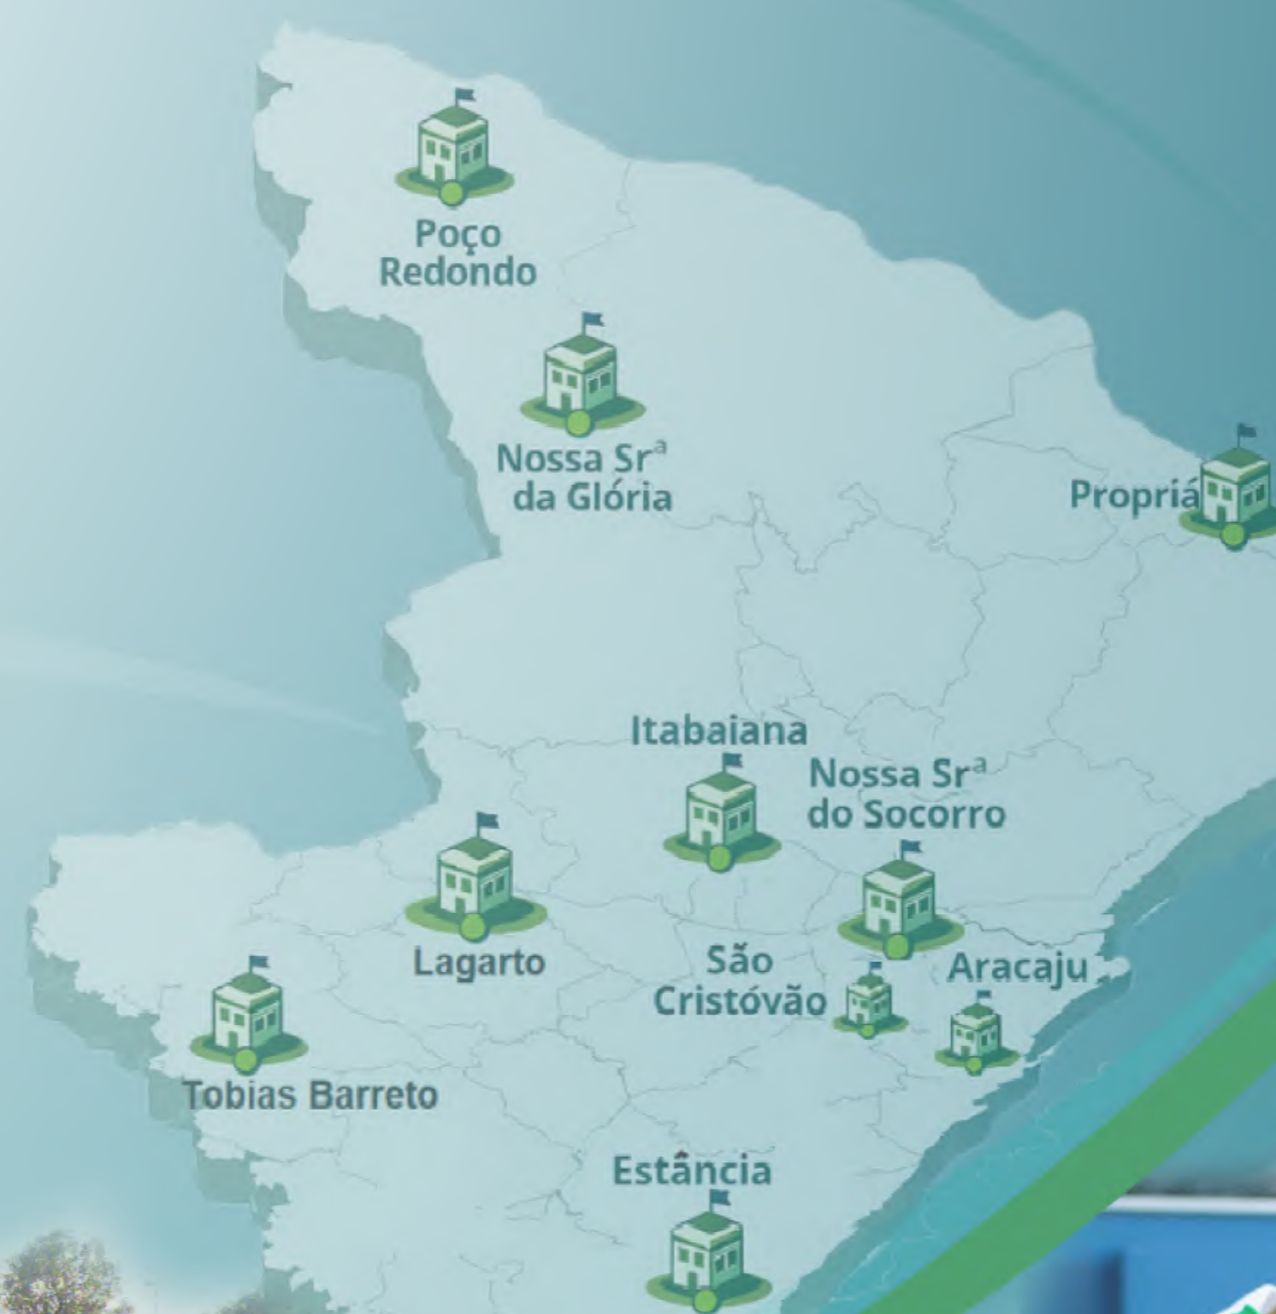 Poço
Redondo
Nossa Srª
da Glória
Propriá
Itabaiana
Nossa Srª
do Socorro
Lagarto
São
Cristóvão
Aracaju
Tobias Barreto
Estância